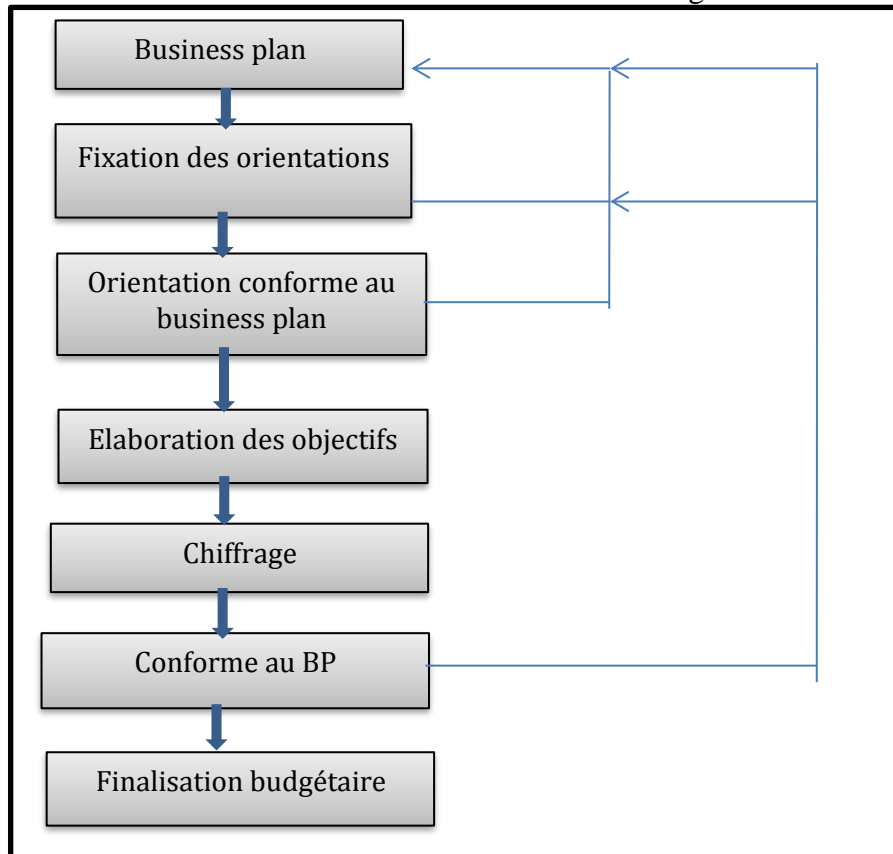 Business plan
Fixation des orientations
Orientation conforme au
business plan
Elaboration des objectifs
Chiffrage
Conforme au BP
Finalisation budgétaire